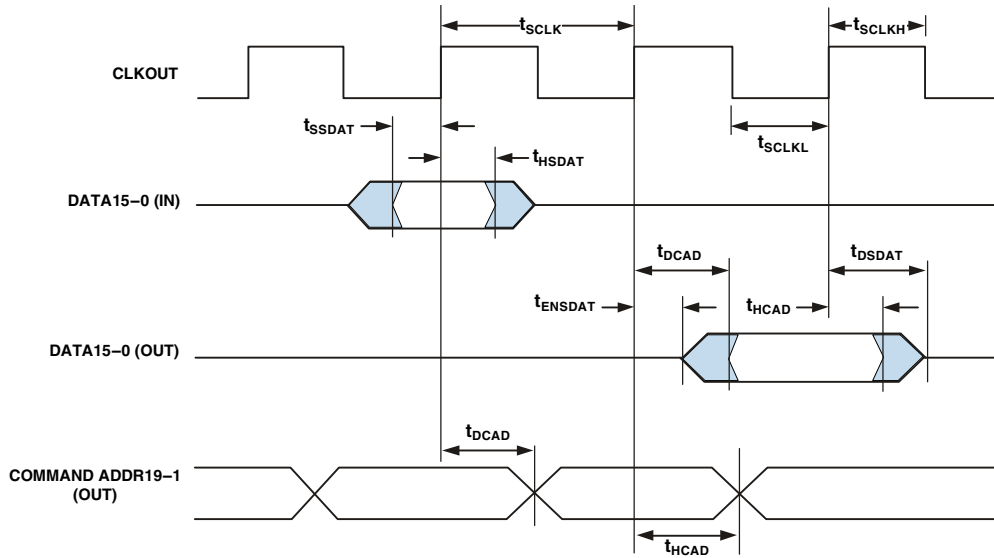 tSCLK
tSCLKH
CLKOUT
tSSDAT
tSCLKL
tHSDAT
DATA15–0 (IN)
tDCAD
tDSDAT
tENSDAT
tHCAD
DATA15–0 (OUT)
tDCAD
COMMAND ADDR19–1
(OUT)
tHCAD